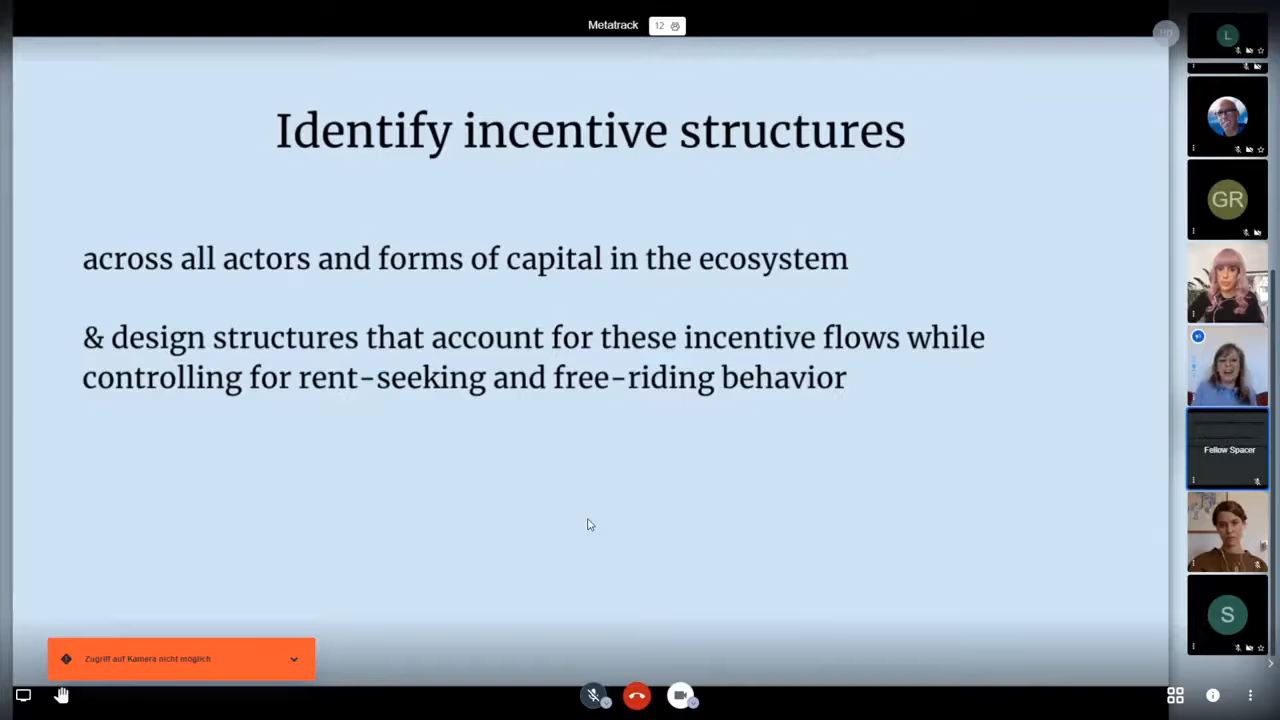 Metatrack
12
HD
L
Identify incentive structures
GR
across all actors and forms of capital in the ecosystem
& design structures that account for these incentive flows while
controlling for rent-seeking and free-riding behavior
Fellow Spacer
S
Zugriff auf Kamera nicht möglich